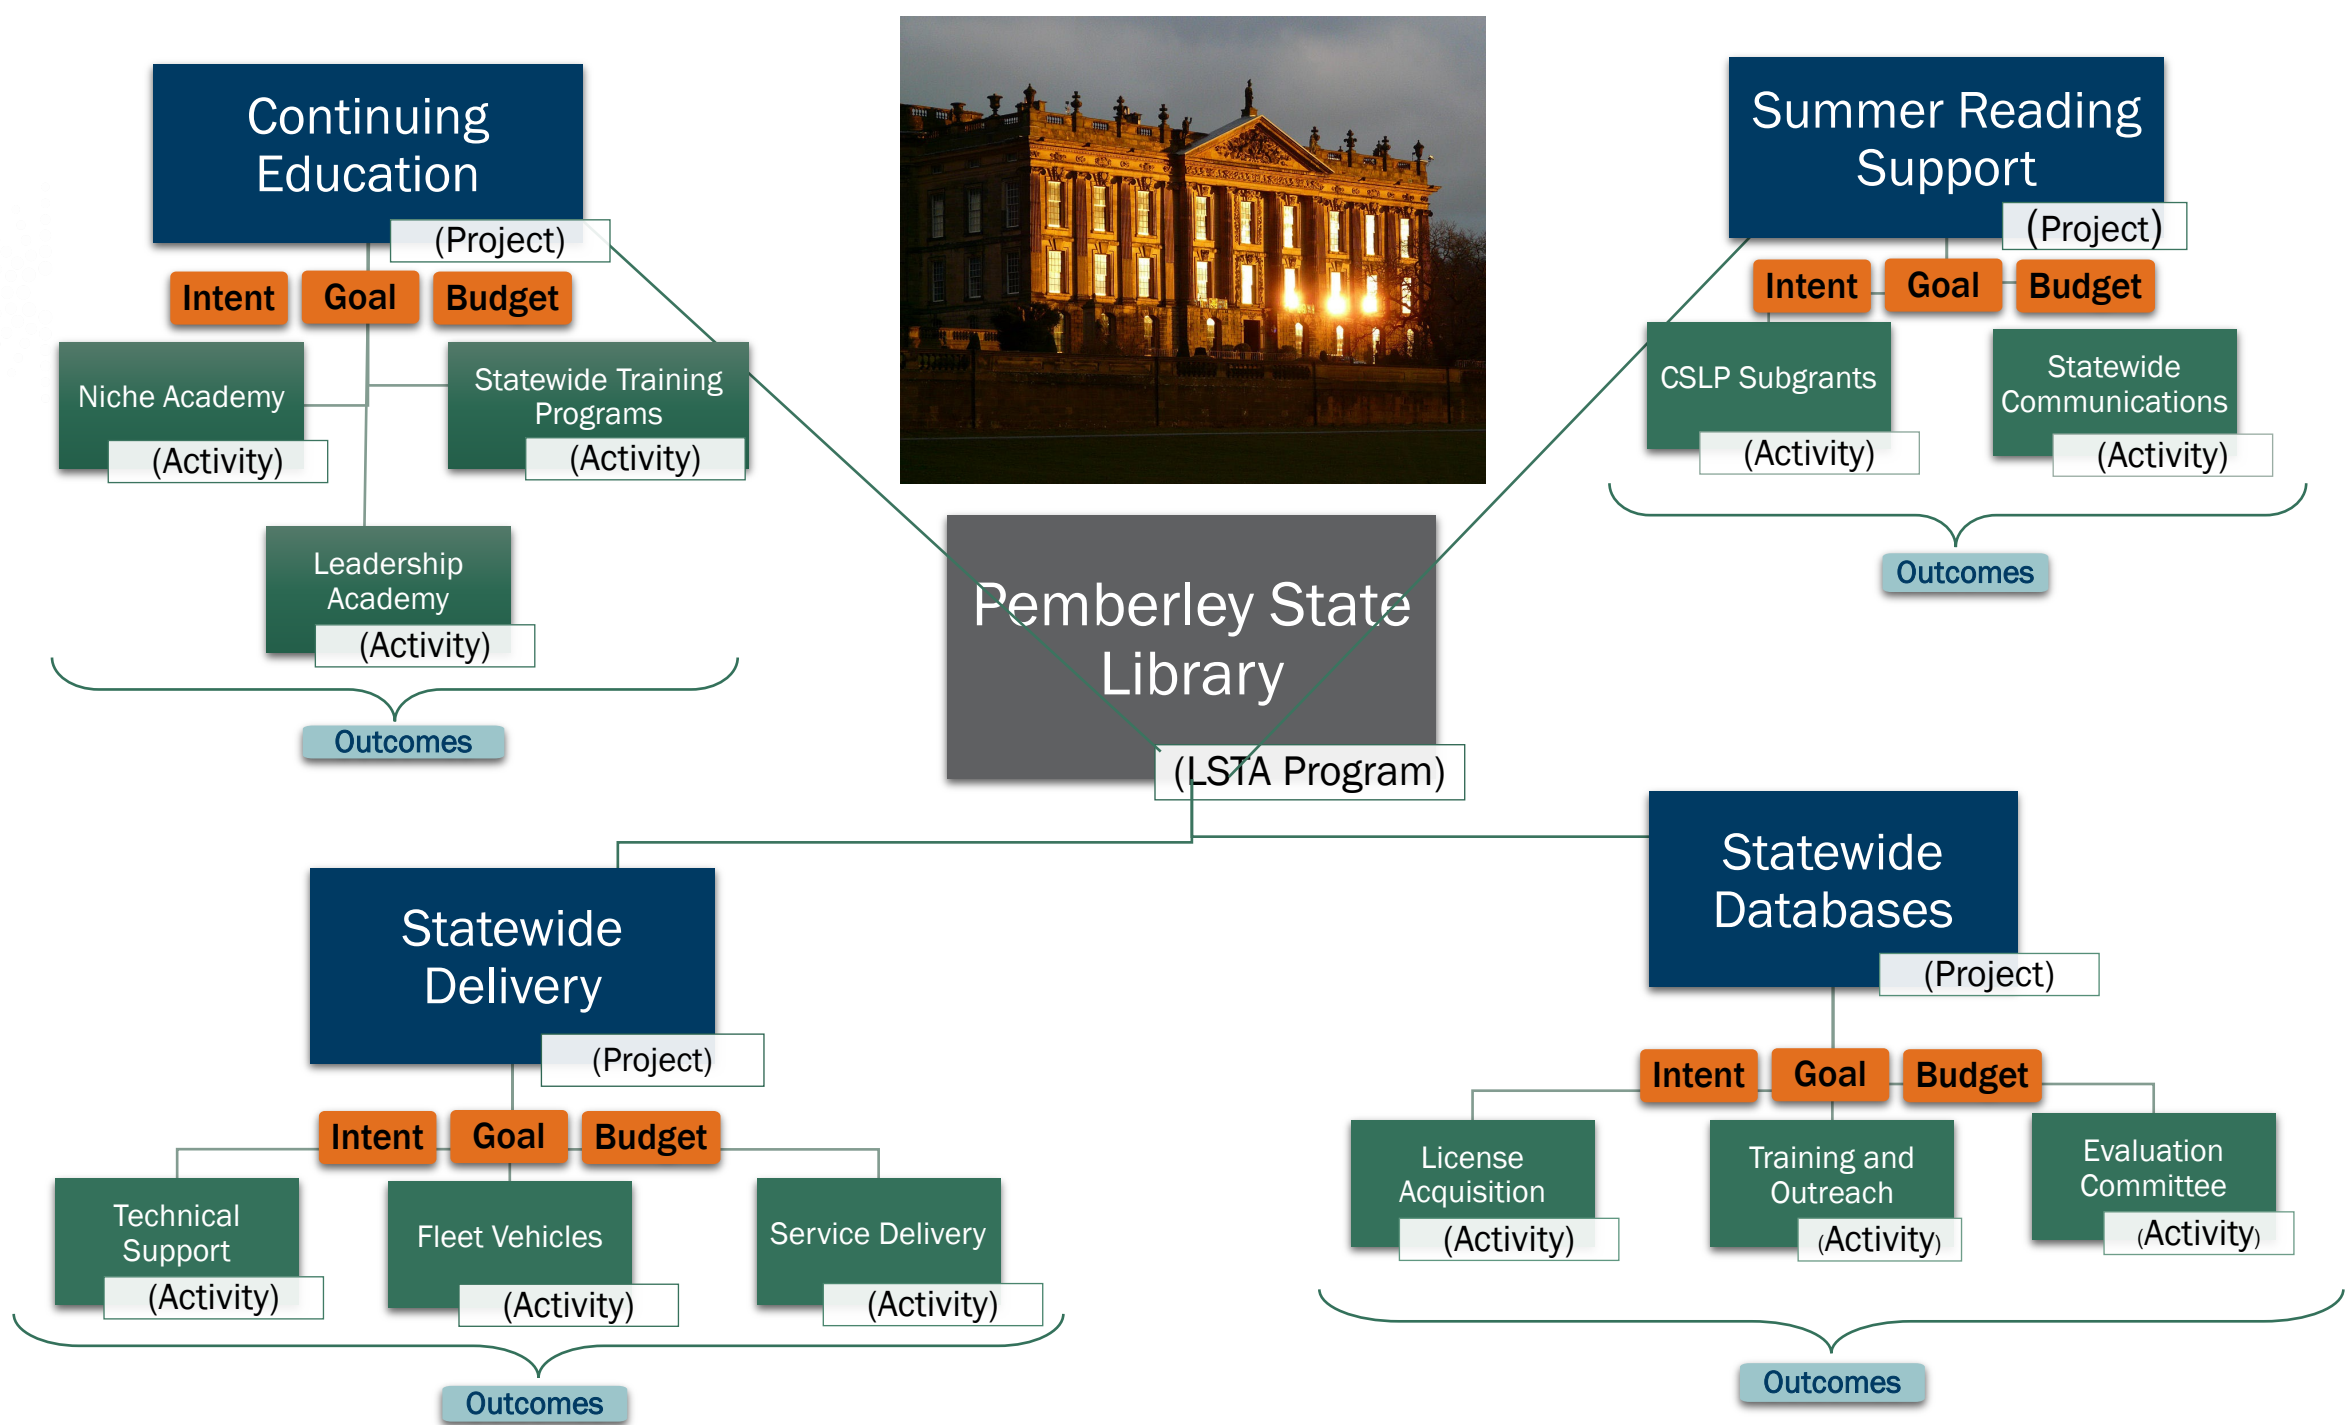 Continuing
Education
(Project)
Intent Goal Budget
Niche Academy
(Activity)
Statewide Training
Programs
(Activity)
Leadership
Academy
(Activity)
Outcomes
Summer Reading
Support
(Project)
Intent Goal Budget
CSLP Subgrants
(Activity)
Statewide
Communications
(Activity)
Outcomes
Pemberley State
Library
(LSTA Program)
Statewide
Delivery
(Project)
Intent Goal Budget
Technical
Support
(Activity)
Fleet Vehicles
(Activity)
Service Delivery
(Activity)
Outcomes
Statewide
Databases
(Project)
Intent Goal Budget
License
Acquisition
(Activity)
Training and
Outreach
(Activity)
Evaluation
Committee
(Activity)
Outcomes